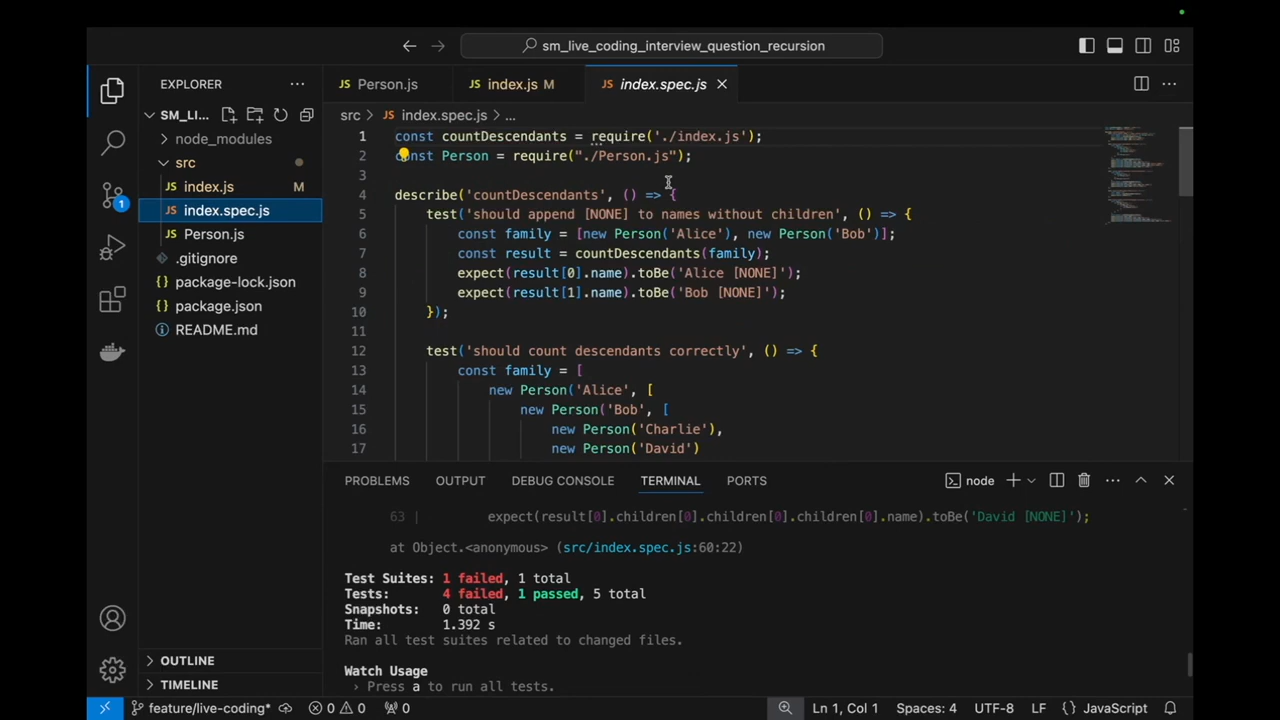 sm_live_coding_interview_question_recursion
EXPLORER
SM_LI...
node_modules
src
JS index.js M
JS index.spec.js
JS Person.js
.gitignore
{} package-lock.json
{} package.json
README.md
OUTLINE
TIMELINE
1
JS Person.js
JS index.js M
JS index.spec.js
src > JS index.spec.js > ...
1 const countDescendants = require('./index.js');
2 const Person = require("./Person.js");
3
4 describe('countDescendants', () => {
5 test('should append [NONE] to names without children', () => {
6 const family = [new Person('Alice'), new Person('Bob')];
7 const result = countDescendants(family);
8 expect(result[0].name).toBe('Alice [NONE]');
9 expect(result[1].name).toBe('Bob [NONE]');
10 });
11
12 test('should count descendants correctly', () => {
13 const family = [
14 new Person('Alice', [
15 new Person('Bob', [
16 new Person('Charlie'),
17 new Person('David')
PROBLEMS OUTPUT DEBUG CONSOLE TERMINAL PORTS
node
63 | expect(result[0].children[0].children[0].children[0].name).toBe('David [NONE]');
at Object.<anonymous> (src/index.spec.js:60:22)
Test Suites: 1 failed, 1 total
Tests: 4 failed, 1 passed, 5 total
Snapshots: 0 total
Time: 1.392 s
Ran all test suites related to changed files.
Watch Usage
› Press a to run all tests.
feature/live-coding* 0 0 0
Ln 1, Col 1 Spaces: 4 UTF-8 LF {} JavaScript